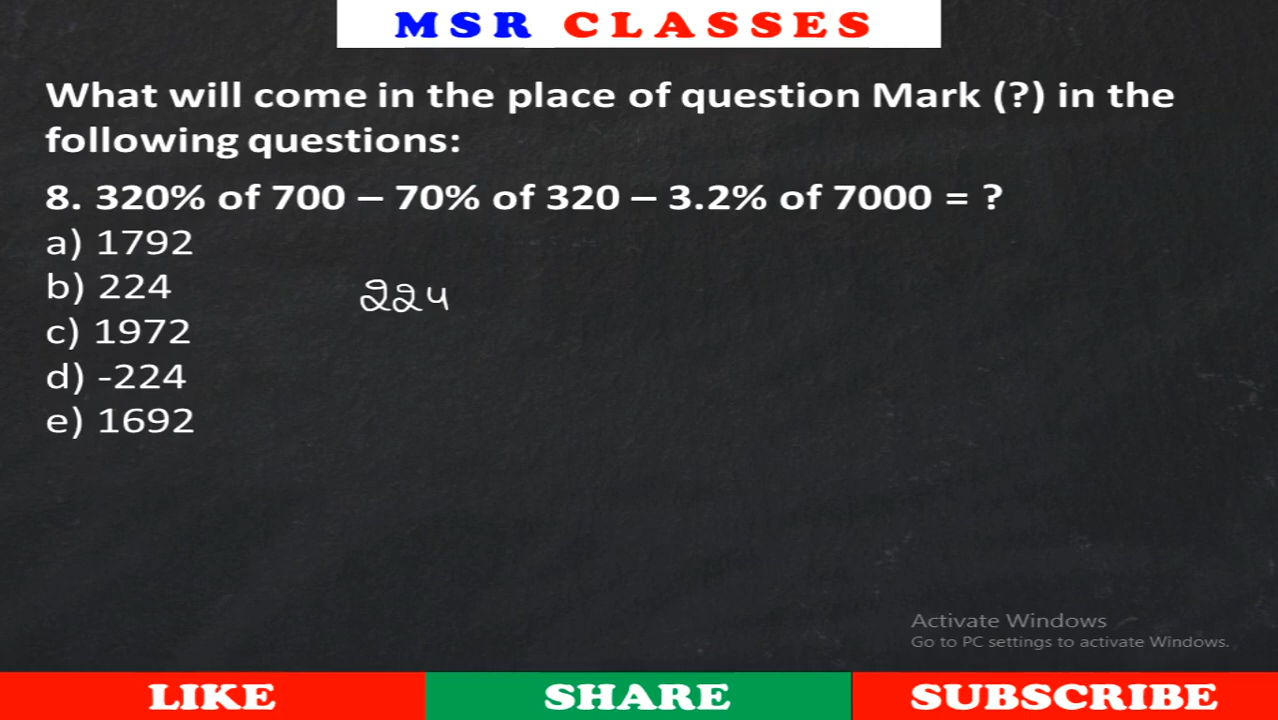 MSR CLASSES
What will come in the place of question Mark (?) in the
following questions:
8. 320% of 700 – 70% of 320 – 3.2% of 7000 = ?
a) 1792
b) 224
224
c) 1972
d) -224
e) 1692
Activate Windows
Go to PC settings to activate Windows.
LIKE SHARE SUBSCRIBE